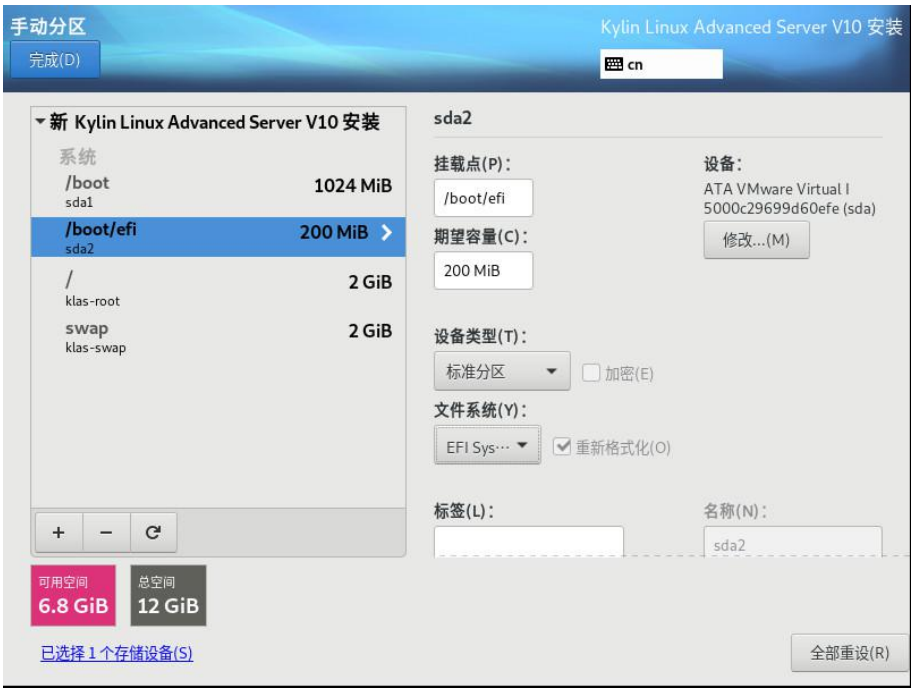 手动分区
Kylin Linux Advanced Server V10 安装
完成(D)
cn
新 Kylin Linux Advanced Server V10 安装
系统
/boot
1024 MiB
sda1
/boot/efi
200 MiB
sda2
/
2 GiB
klas-root
swap
2 GiB
klas-swap
sda2
挂载点(P)：
/boot/efi
期望容量(C)：
200 MiB
设备：
ATA VMware Virtual I
5000c29699d60efe (sda)
修改...(M)
设备类型(T)：
标准分区
加密(E)
文件系统(Y)：
EFI Sys…
重新格式化(O)
标签(L)：
名称(N)：
sda2
可用空间
6.8 GiB
总空间
12 GiB
已选择 1 个存储设备(S)
全部重设(R)